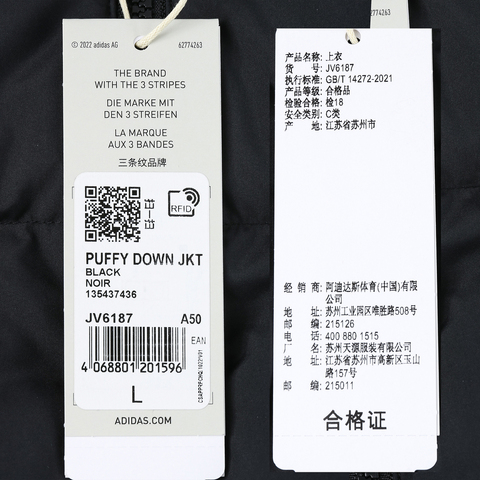 © 2022 adidas AG 62774263
THE BRAND
WITH THE 3 STRIPES
DIE MARKE MIT
DEN 3 STREIFEN
LA MARQUE
AUX 3 BANDES
三条纹品牌
RFID
扫一扫
PUFFY DOWN JKT
BLACK
NOIR
135437436
JV6187 A50
EAN
4 068801 201596
L
ADIDAS.COM
62774263
产品名称: 上衣
货 号: JV6187
执行标准: GB/T 14272-2021
产品等级: 合格品
检验合格: 检18
安全类别: C类
产 地: 江苏省苏州市
经 销 商: 阿迪达斯体育(中国)有限
公司
地 址: 苏州工业园区唯胜路508号
邮 编: 215126
电 话: 400 880 1515
厂 名: 苏州天源服装有限公司
地 址: 江苏省苏州市高新区玉山
路157号
邮 编: 215011
合格证